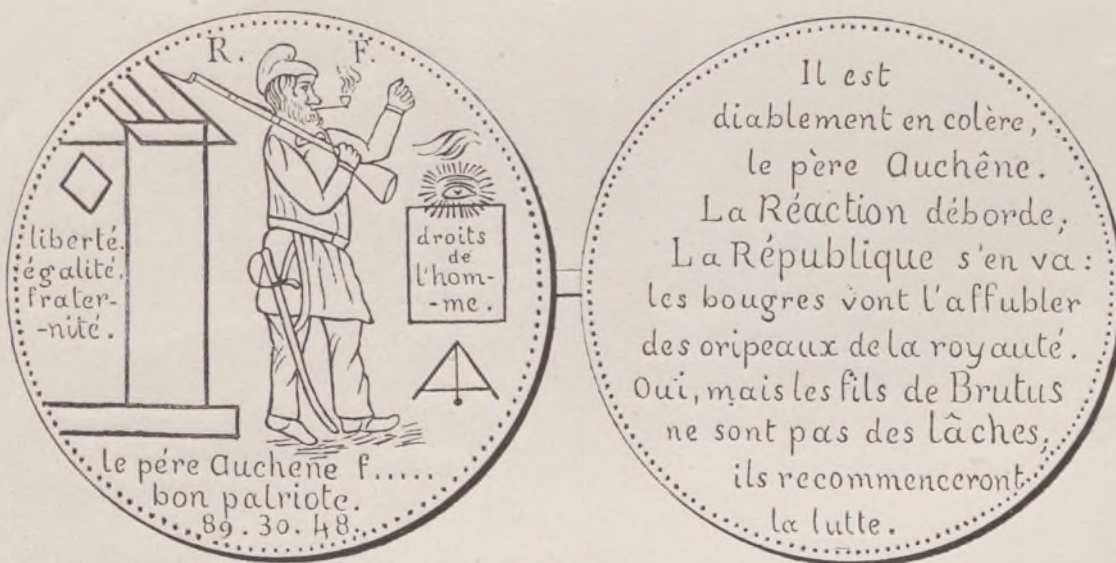 R. F.
liberté.
égalité.
frater-
-nité.
droits
de
l'hom-
-me.
le pére Auchene f.....
bon patriote.
89. 30. 48.
Il est
diablement en colère,
le père Auchêne.
La Réaction déborde,
La République s'en va :
les bougres vont l'affubler
des oripeaux de la royauté.
Oui, mais les fils de Brutus
ne sont pas des lâches,
ils recommenceront
la lutte.